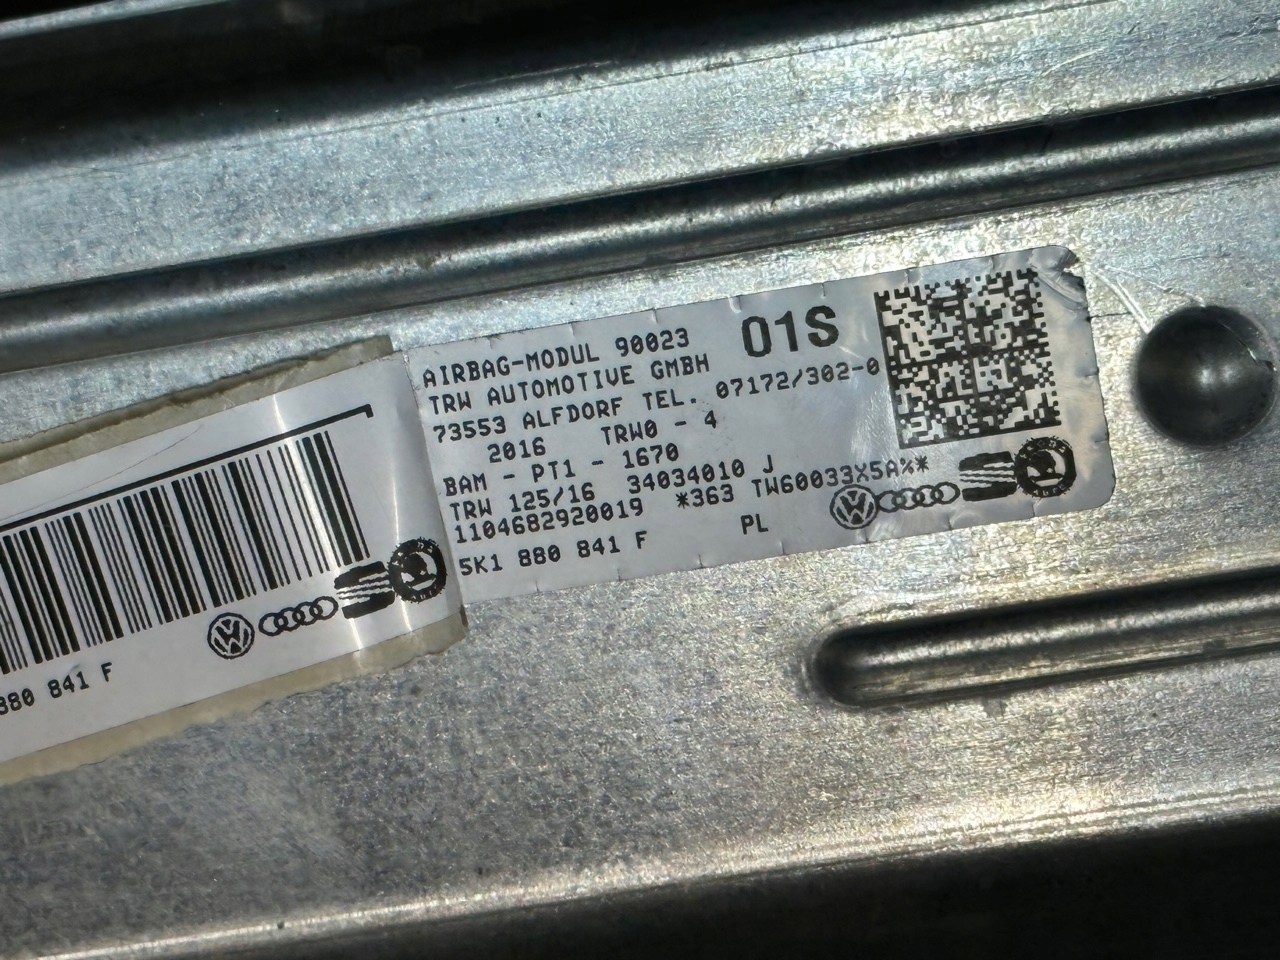 AIRBAG-MODUL 90023
01S
TRW AUTOMOTIVE GMBH
73553 ALFDORF TEL. 07172/302-0
2016 TRW0 - 4
BAM - PT1 - 1670
TRW 125/16 34034010 J
1104682920019 *363 TW60033X5A%*
5K1 880 841 F PL
880 841 F